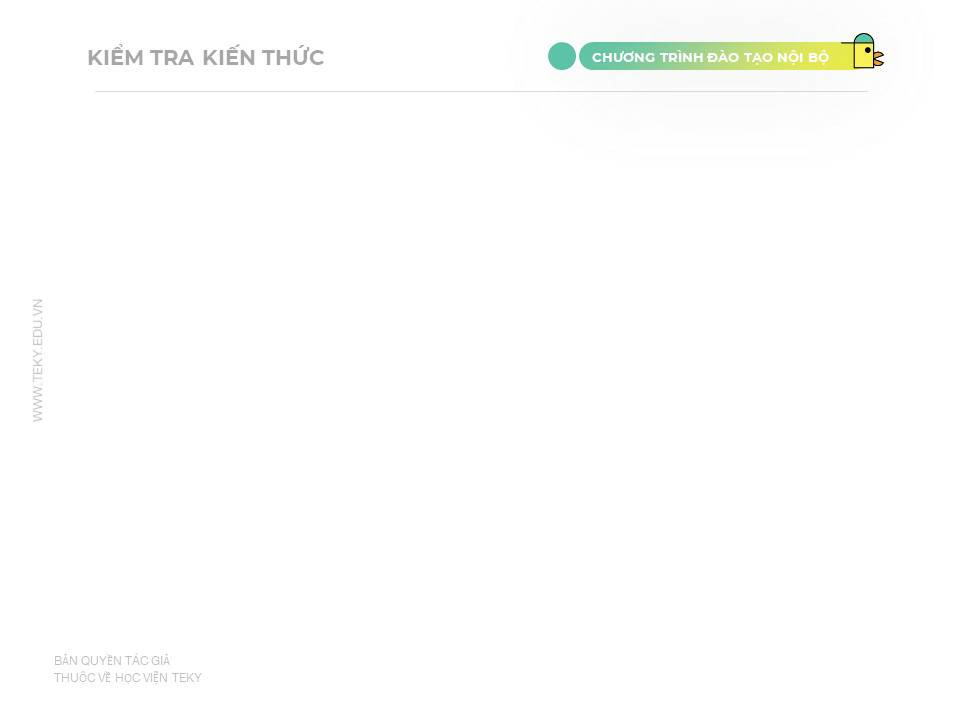 KIỂM TRA KIẾN THỨC
CHƯƠNG TRÌNH ĐÀO TẠO NỘI BỘ
WWW.TEKY.EDU.VN
BẢN QUYỀN TÁC GIẢ
THUỘC VỀ HỌC VIỆN TEKY